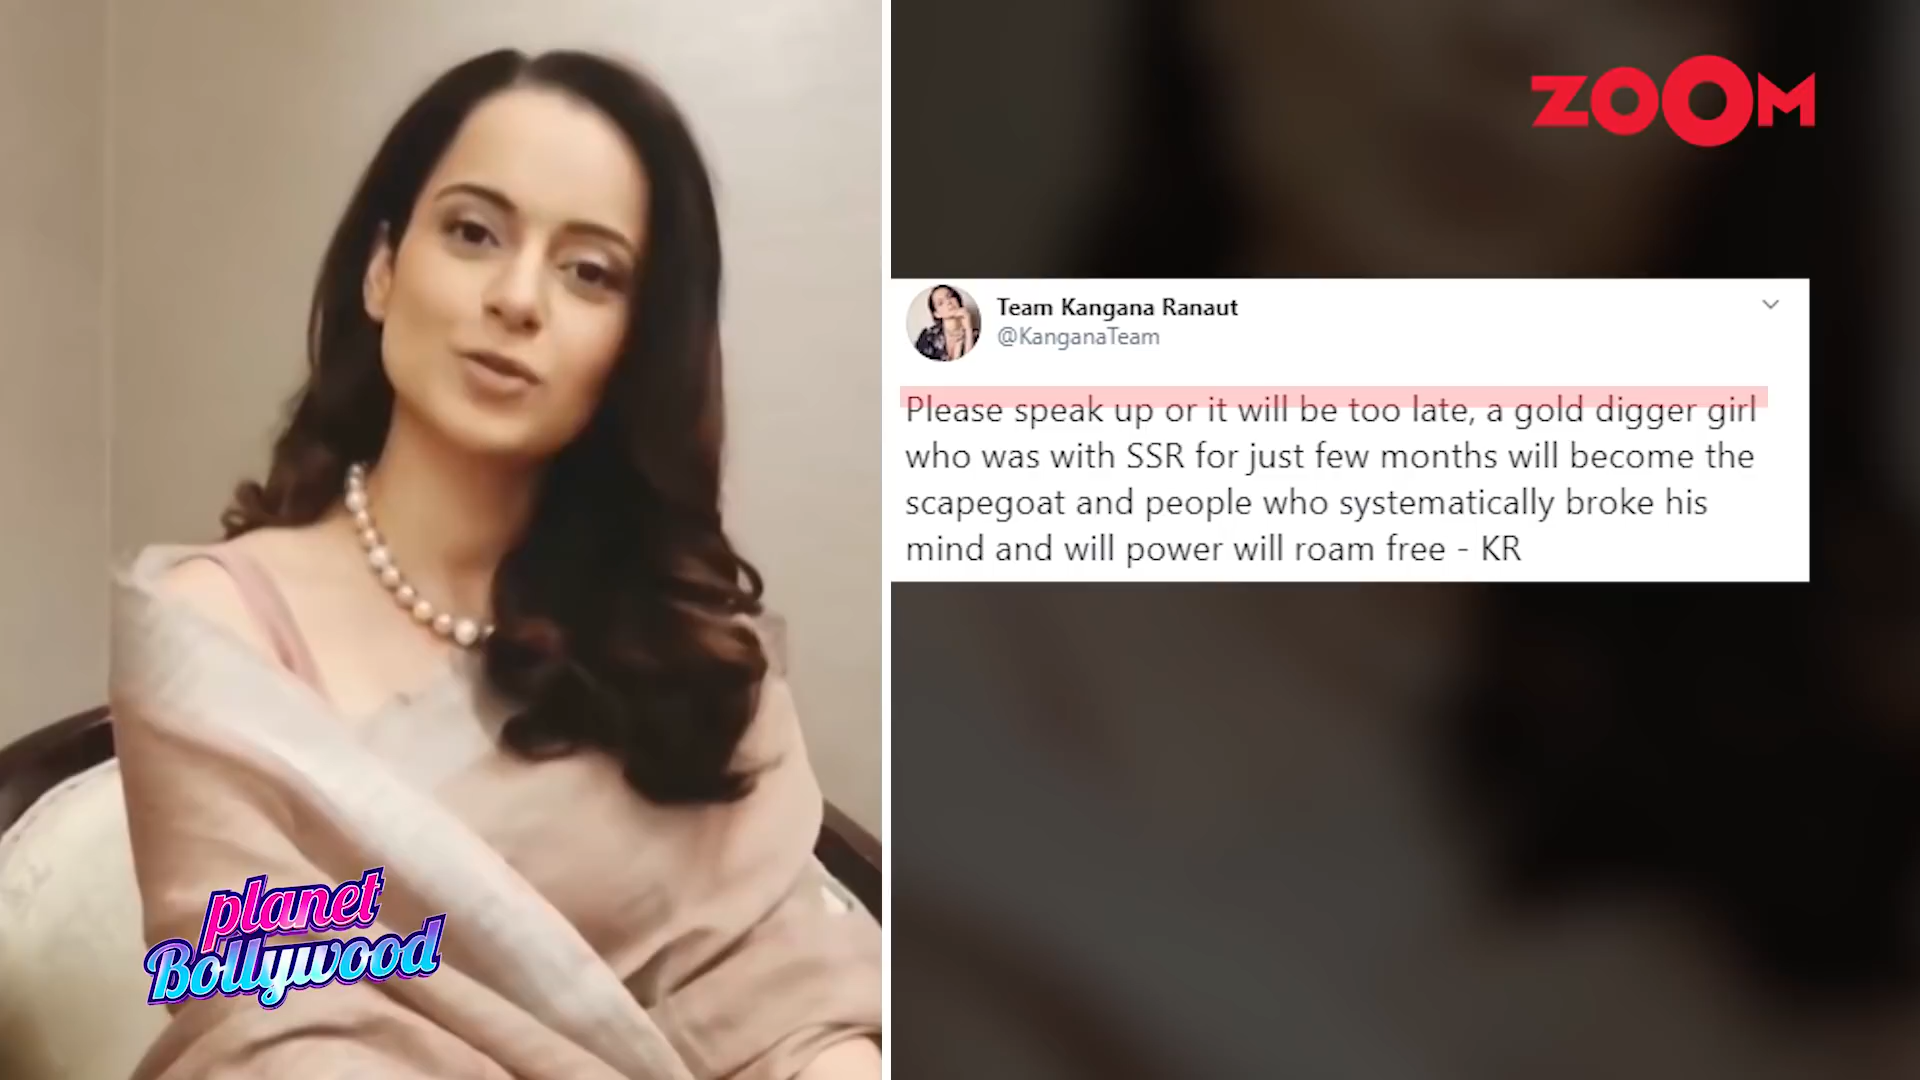 ZOOM
Team Kangana Ranaut
@KanganaTeam
Please speak up or it will be too late, a gold digger girl
who was with SSR for just few months will become the
scapegoat and people who systematically broke his
mind and will power will roam free - KR
planet
Bollywood